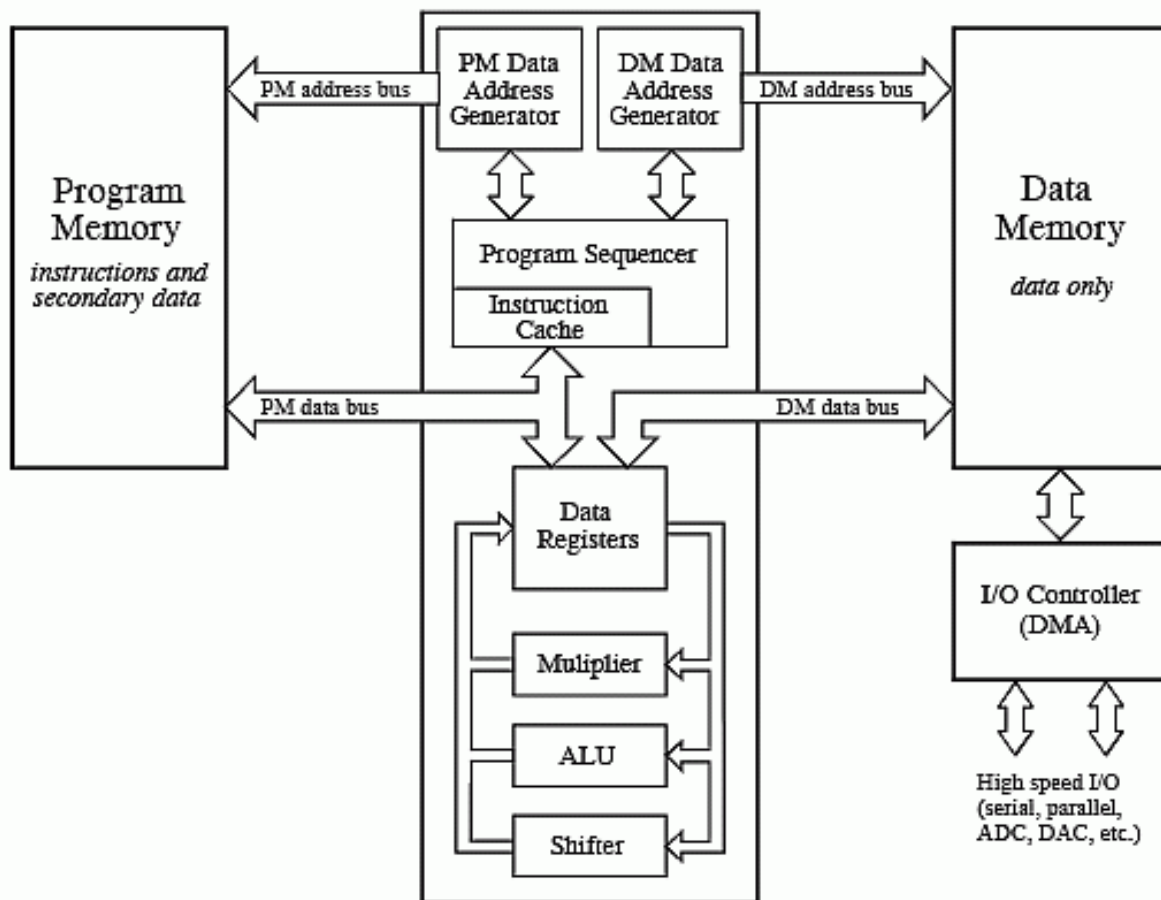 PM Data
Address
Generator
DM Data
Address
Generator
PM address bus
DM address bus
Program
Memory
instructions and
secondary data
Data
Memory
data only
Program Sequencer
Instruction
Cache
PM data bus
DM data bus
Data
Registers
I/O Controller
(DMA)
Muliplier
ALU
Shifter
High speed I/O
(serial, parallel,
ADC, DAC, etc.)